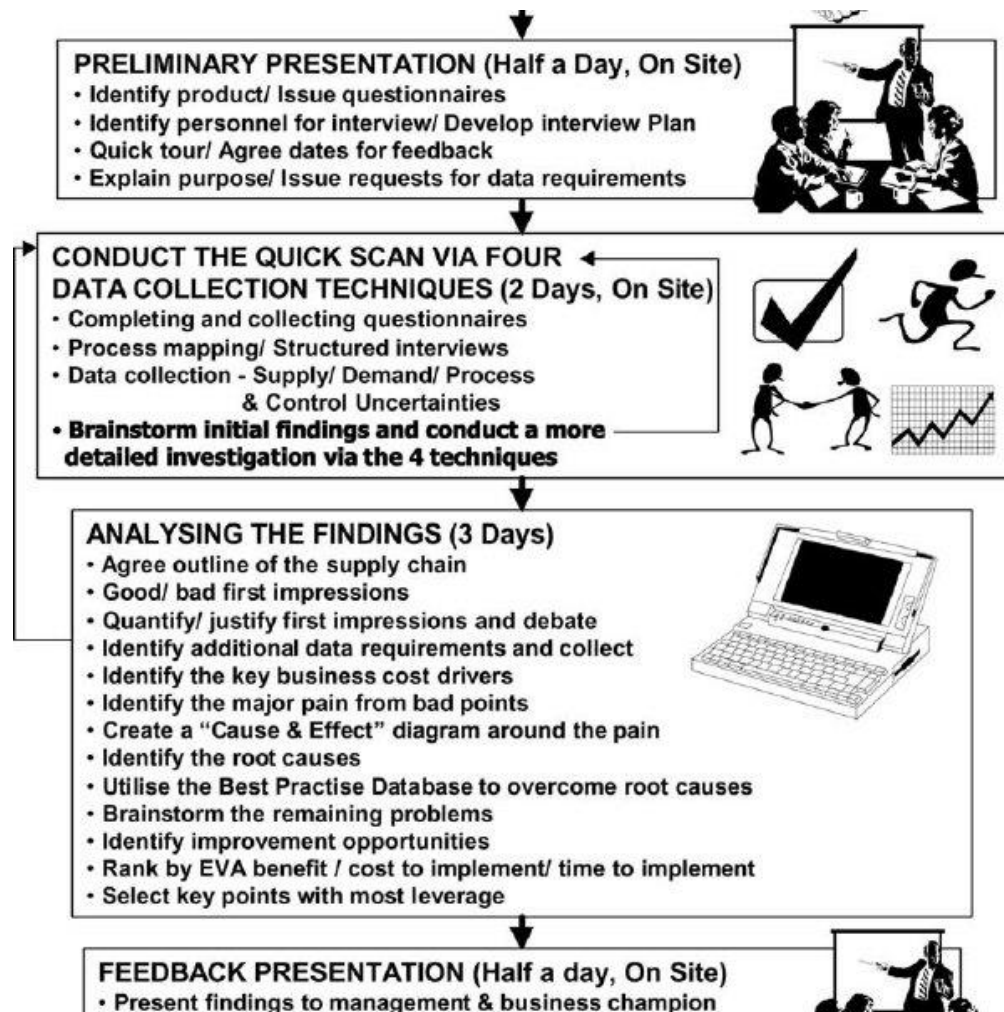 PRELIMINARY PRESENTATION (Half a Day, On Site)
• Identify product/ Issue questionnaires
• Identify personnel for interview/ Develop interview Plan
• Quick tour/ Agree dates for feedback
• Explain purpose/ Issue requests for data requirements
CONDUCT THE QUICK SCAN VIA FOUR
DATA COLLECTION TECHNIQUES (2 Days, On Site)
• Completing and collecting questionnaires
• Process mapping/ Structured interviews
• Data collection - Supply/ Demand/ Process
& Control Uncertainties
• Brainstorm initial findings and conduct a more
detailed investigation via the 4 techniques
ANALYSING THE FINDINGS (3 Days)
• Agree outline of the supply chain
• Good/ bad first impressions
• Quantify/ justify first impressions and debate
• Identify additional data requirements and collect
• Identify the key business cost drivers
• Identify the major pain from bad points
• Create a “Cause & Effect” diagram around the pain
• Identify the root causes
• Utilise the Best Practise Database to overcome root causes
• Brainstorm the remaining problems
• Identify improvement opportunities
• Rank by EVA benefit / cost to implement/ time to implement
• Select key points with most leverage
FEEDBACK PRESENTATION (Half a day, On Site)
• Present findings to management & business champion